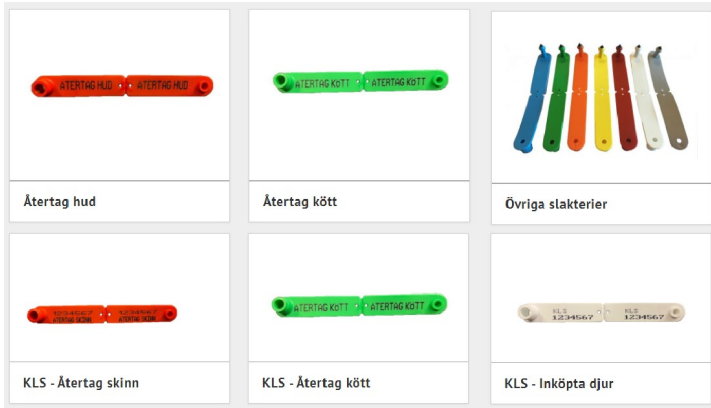 ÅTERTAG HUD ÅTERTAG HUD
ÅTERTAG KÖTT ÅTERTAG KÖTT
Återtag hud
Återtag kött
Övriga slakterier
1234567 1234567
ÅTERTAG SKINN ÅTERTAG SKINN
ÅTERTAG KÖTT ÅTERTAG KÖTT
KLS KLS
1234567 1234567
KLS - Återtag skinn
KLS - Återtag kött
KLS - Inköpta djur